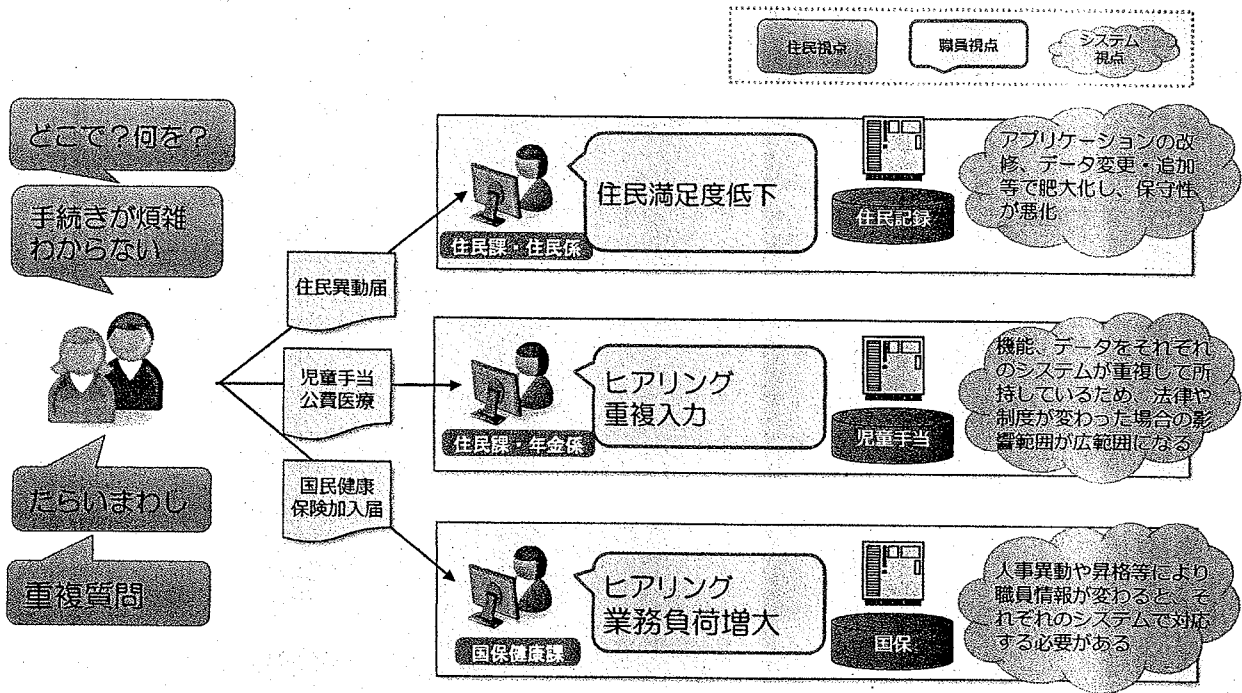 住民視点
職員視点
システム
視点
どこで？何を？
手続きが煩雑
わからない
たらいまわし
重複質問
住民異動届
児童手当
公費医療
国民健康
保険加入届
住民課・住民係
住民満足度低下
住民記録
アプリケーションの改
修、データ変更・追加
等で肥大化し、保守性
が悪化
住民課・年金係
ヒアリング
重複入力
児童手当
機能、データをそれぞれ
のシステムが重複して所
持しているため、法律や
制度が変わった場合の影
響範囲が広範囲になる
国保健康課
ヒアリング
業務負荷増大
国保
人事異動や昇格等により
職員情報が変わると、そ
れぞれのシステムで対応
する必要がある